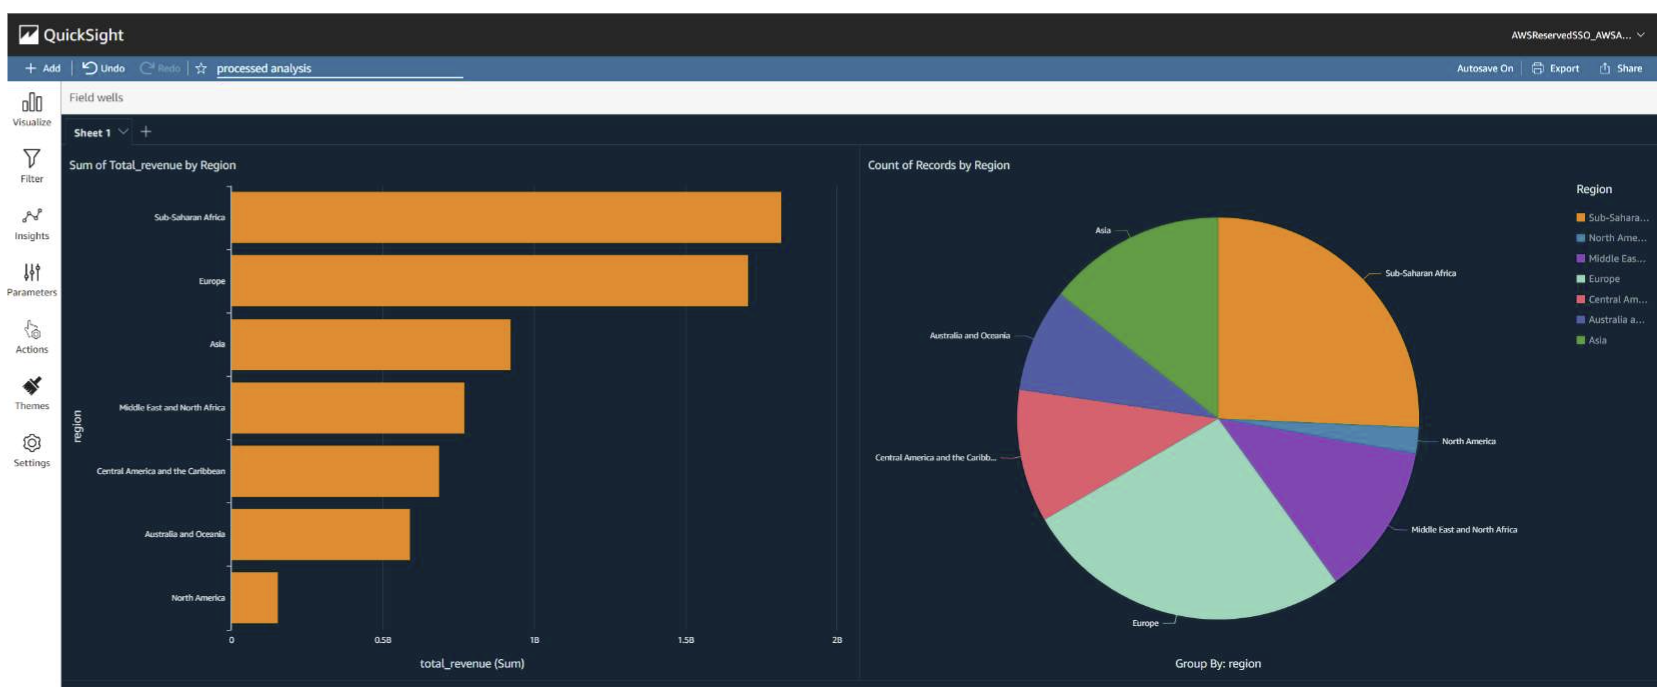 QuickSight
AWSReservedSSO_AWSA...
Add
Undo
Redo
processed analysis
Autosave On
Export
Share
Visualize
Filter
Insights
Parameters
Actions
Themes
Settings
Field wells
Sheet 1
Sum of Total_revenue by Region
region
Sub-Saharan Africa
Europe
Asia
Middle East and North Africa
Central America and the Caribbean
Australia and Oceania
North America
0
0.5B
1B
1.5B
2B
total_revenue (Sum)
Count of Records by Region
Asia
Sub-Saharan Africa
Australia and Oceania
North America
Central America and the Caribb...
Middle East and North Africa
Europe
Group By: region
Region
Sub-Sahara...
North Ame...
Middle Eas...
Europe
Central Am...
Australia a...
Asia